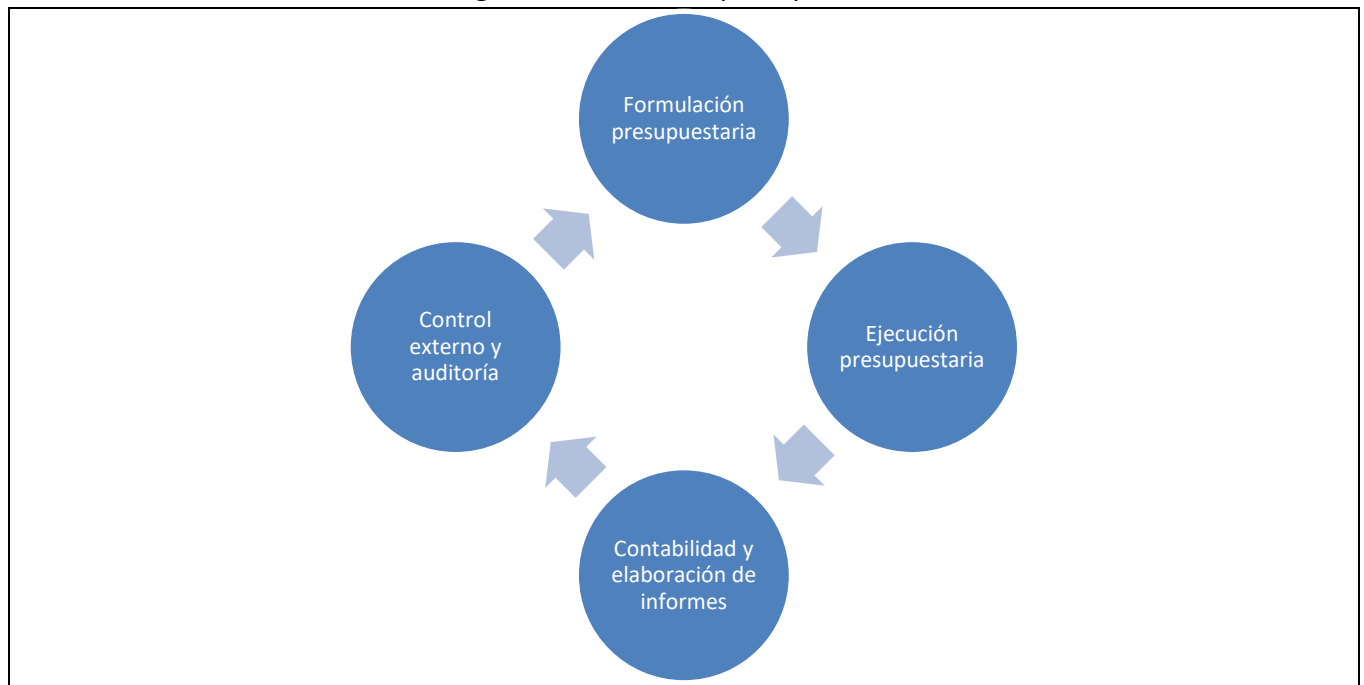 Formulación
presupuestaria
Ejecución
presupuestaria
Contabilidad y
elaboración de
informes
Control
externo y
auditoría